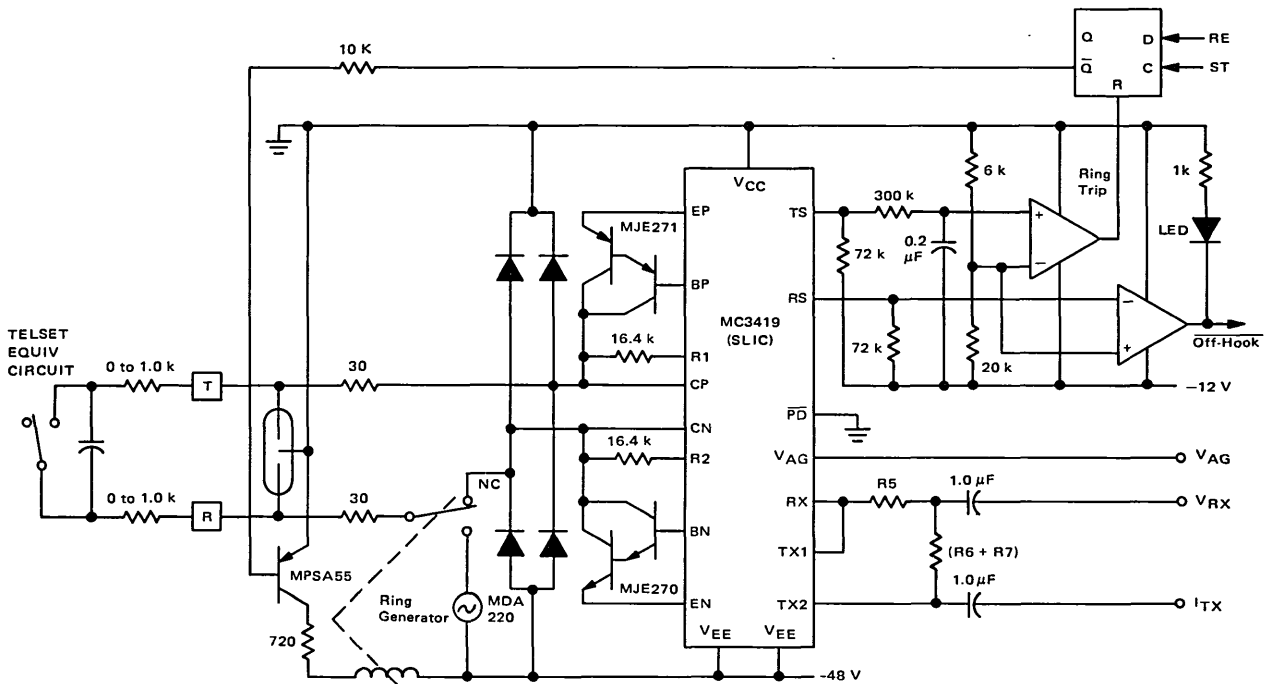 10 K
Q
D
RE
Q
C
ST
R
VCC
EP
MJE271
BP
16.4 k
R1
CP
CN
16.4 k
R2
BN
MJE270
EN
VEE
VEE
MC3419
(SLIC)
TS
RS
PD
VAG
RX
TX1
TX2
300 k
72 k
0.2
µF
6 k
Ring
Trip
1k
LED
72 k
20 k
Off-Hook
−12 V
VAG
R5
1.0 µF
VRX
(R6 + R7)
1.0 µF
ITX
TELSET
EQUIV
CIRCUIT
0 to 1.0 k
T
30
0 to 1.0 k
R
30
NC
MPSA55
Ring
Generator
MDA
220
720
−48 V